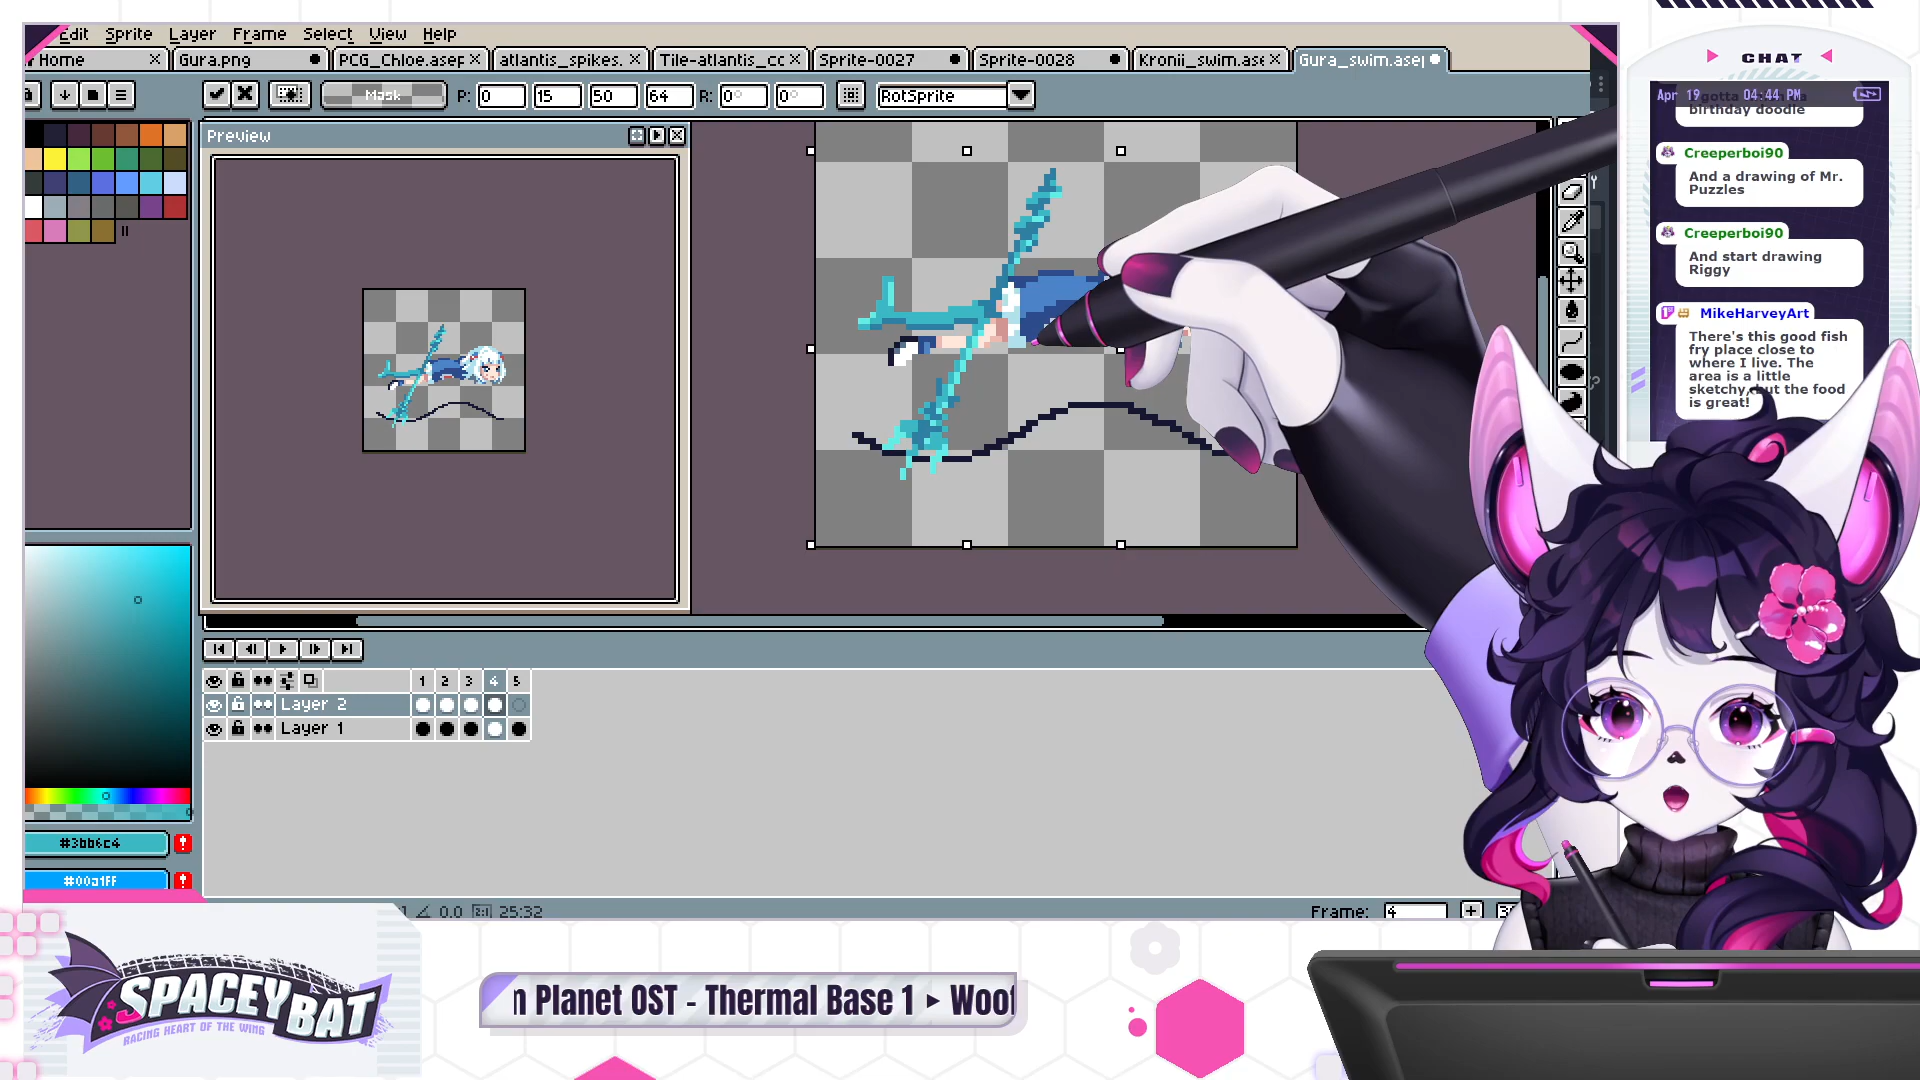 Edit Sprite Layer Frame Select View Help
Home Gura.png PCG_Chloe.asep atlantis_spikes. Tile-atlantis_cc Sprite-0027 Sprite-0028 Kronii_swim.ase Gura_swim.asep
Mask P: 0 15 50 64 R: 0° 0° RotSprite
Preview
1 2 3 4 5
Layer 2
Layer 1
#3bb6c4
#00a1FF
0.0 25:32
Frame: 4
CHAT
Apr 19 04:44 PM
birthday doodle
Creeperboi90
And a drawing of Mr.
Puzzles
Creeperboi90
And start drawing
Riggy
MikeHarveyArt
There's this good fish
fry place close to
where I live. The
area is a little
sketchy, but the food
is great!
SPACEYBAT
RACING HEART OF THE WING
n Planet OST - Thermal Base 1 ▸ Woof